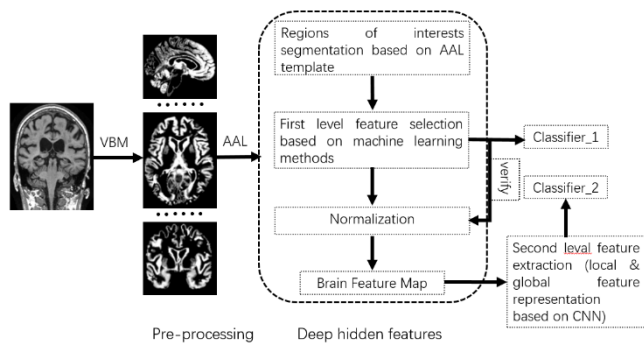 Regions of interests
segmentation based on AAL
template
VBM
AAL
First level feature selection
based on machine learning
methods
Classifier_1
verify
Classifier_2
Normalization
Second leval feature
extraction (local &
global feature
representation
based on CNN)
Brain Feature Map
Pre-processing
Deep hidden features